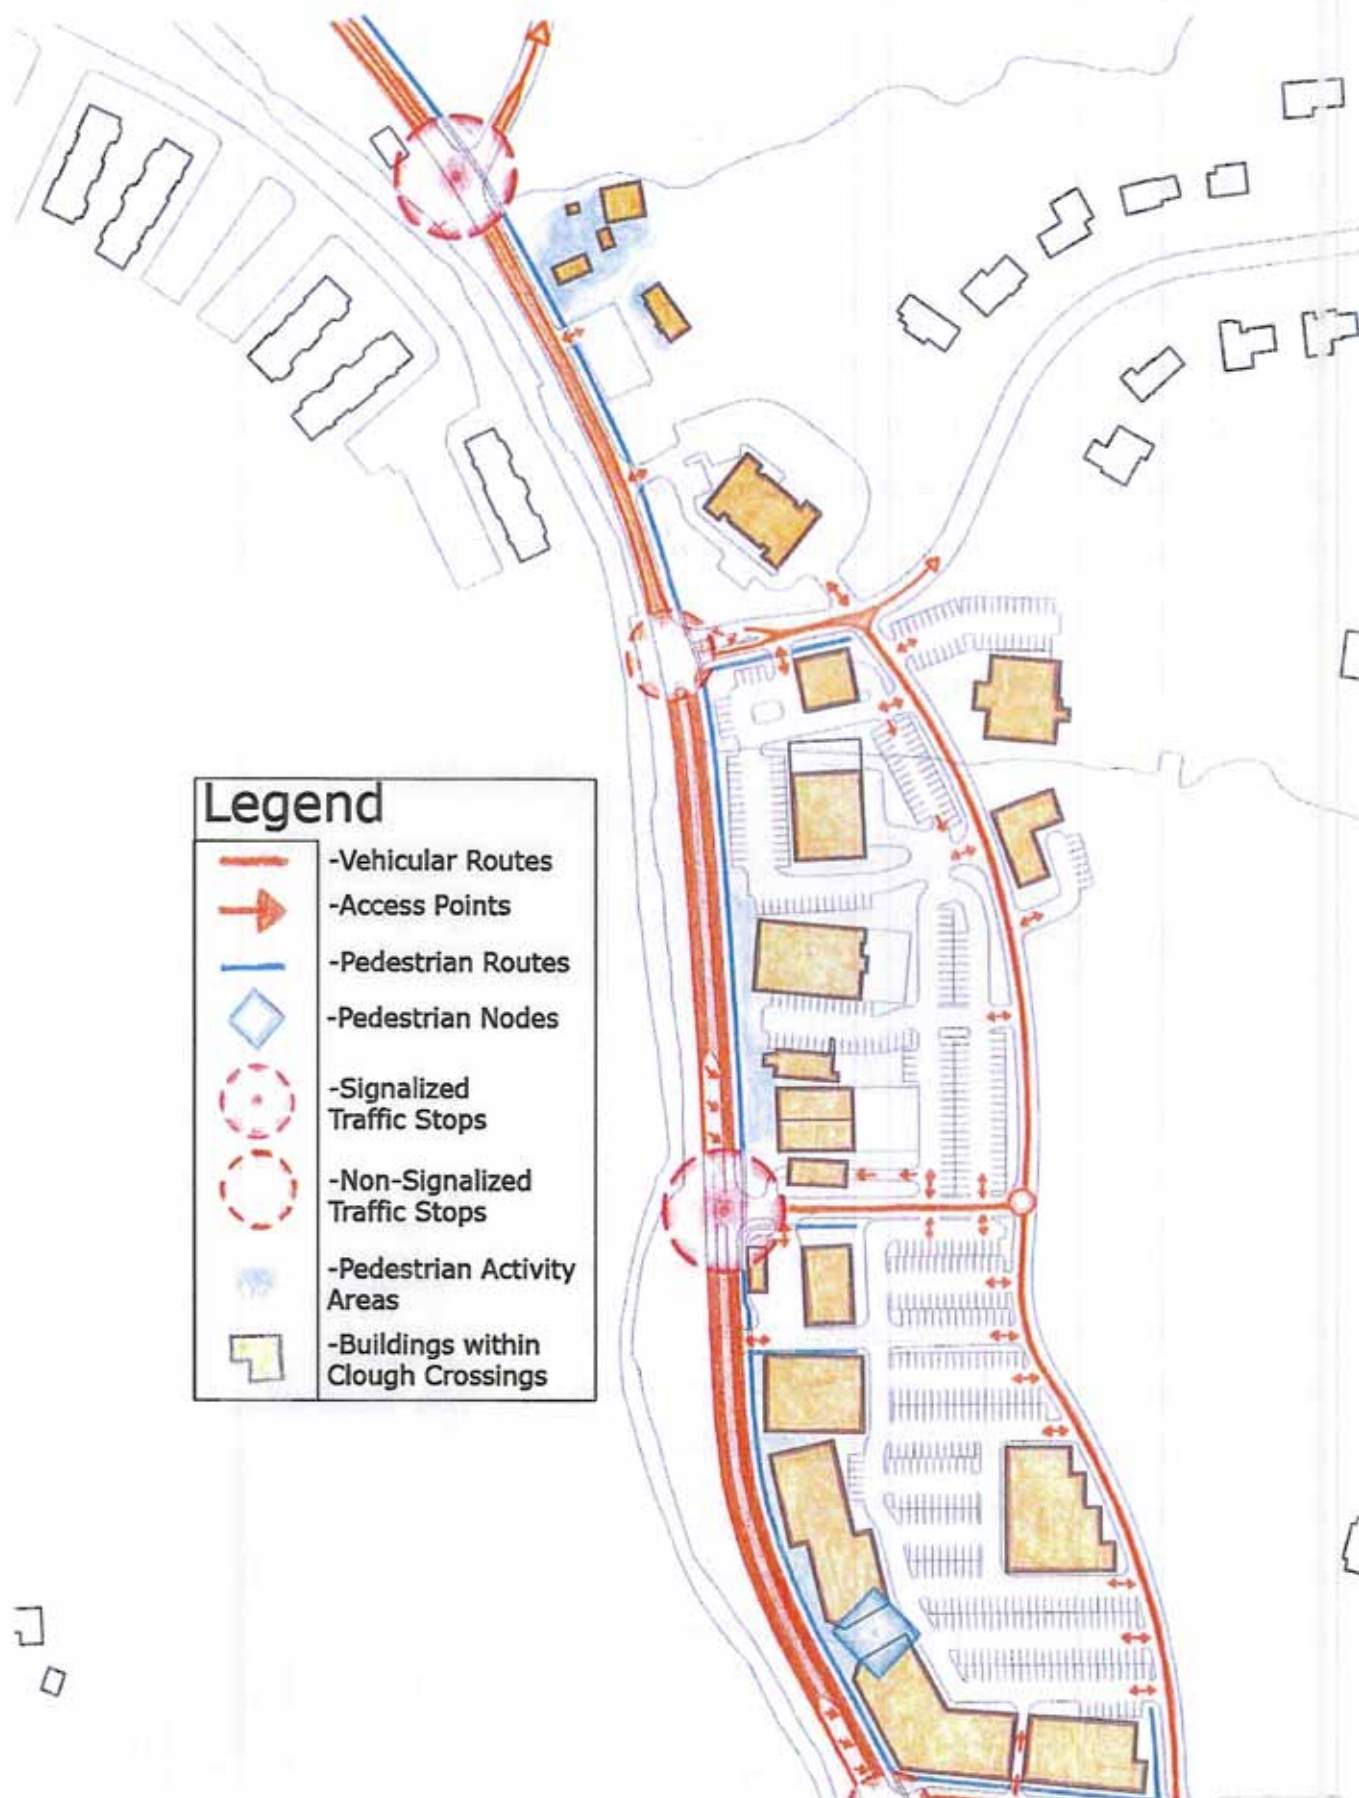 Legend
-Vehicular Routes
-Access Points
-Pedestrian Routes
-Pedestrian Nodes
-Signalized
Traffic Stops
-Non-Signalized
Traffic Stops
-Pedestrian Activity
Areas
-Buildings within
Clough Crossings